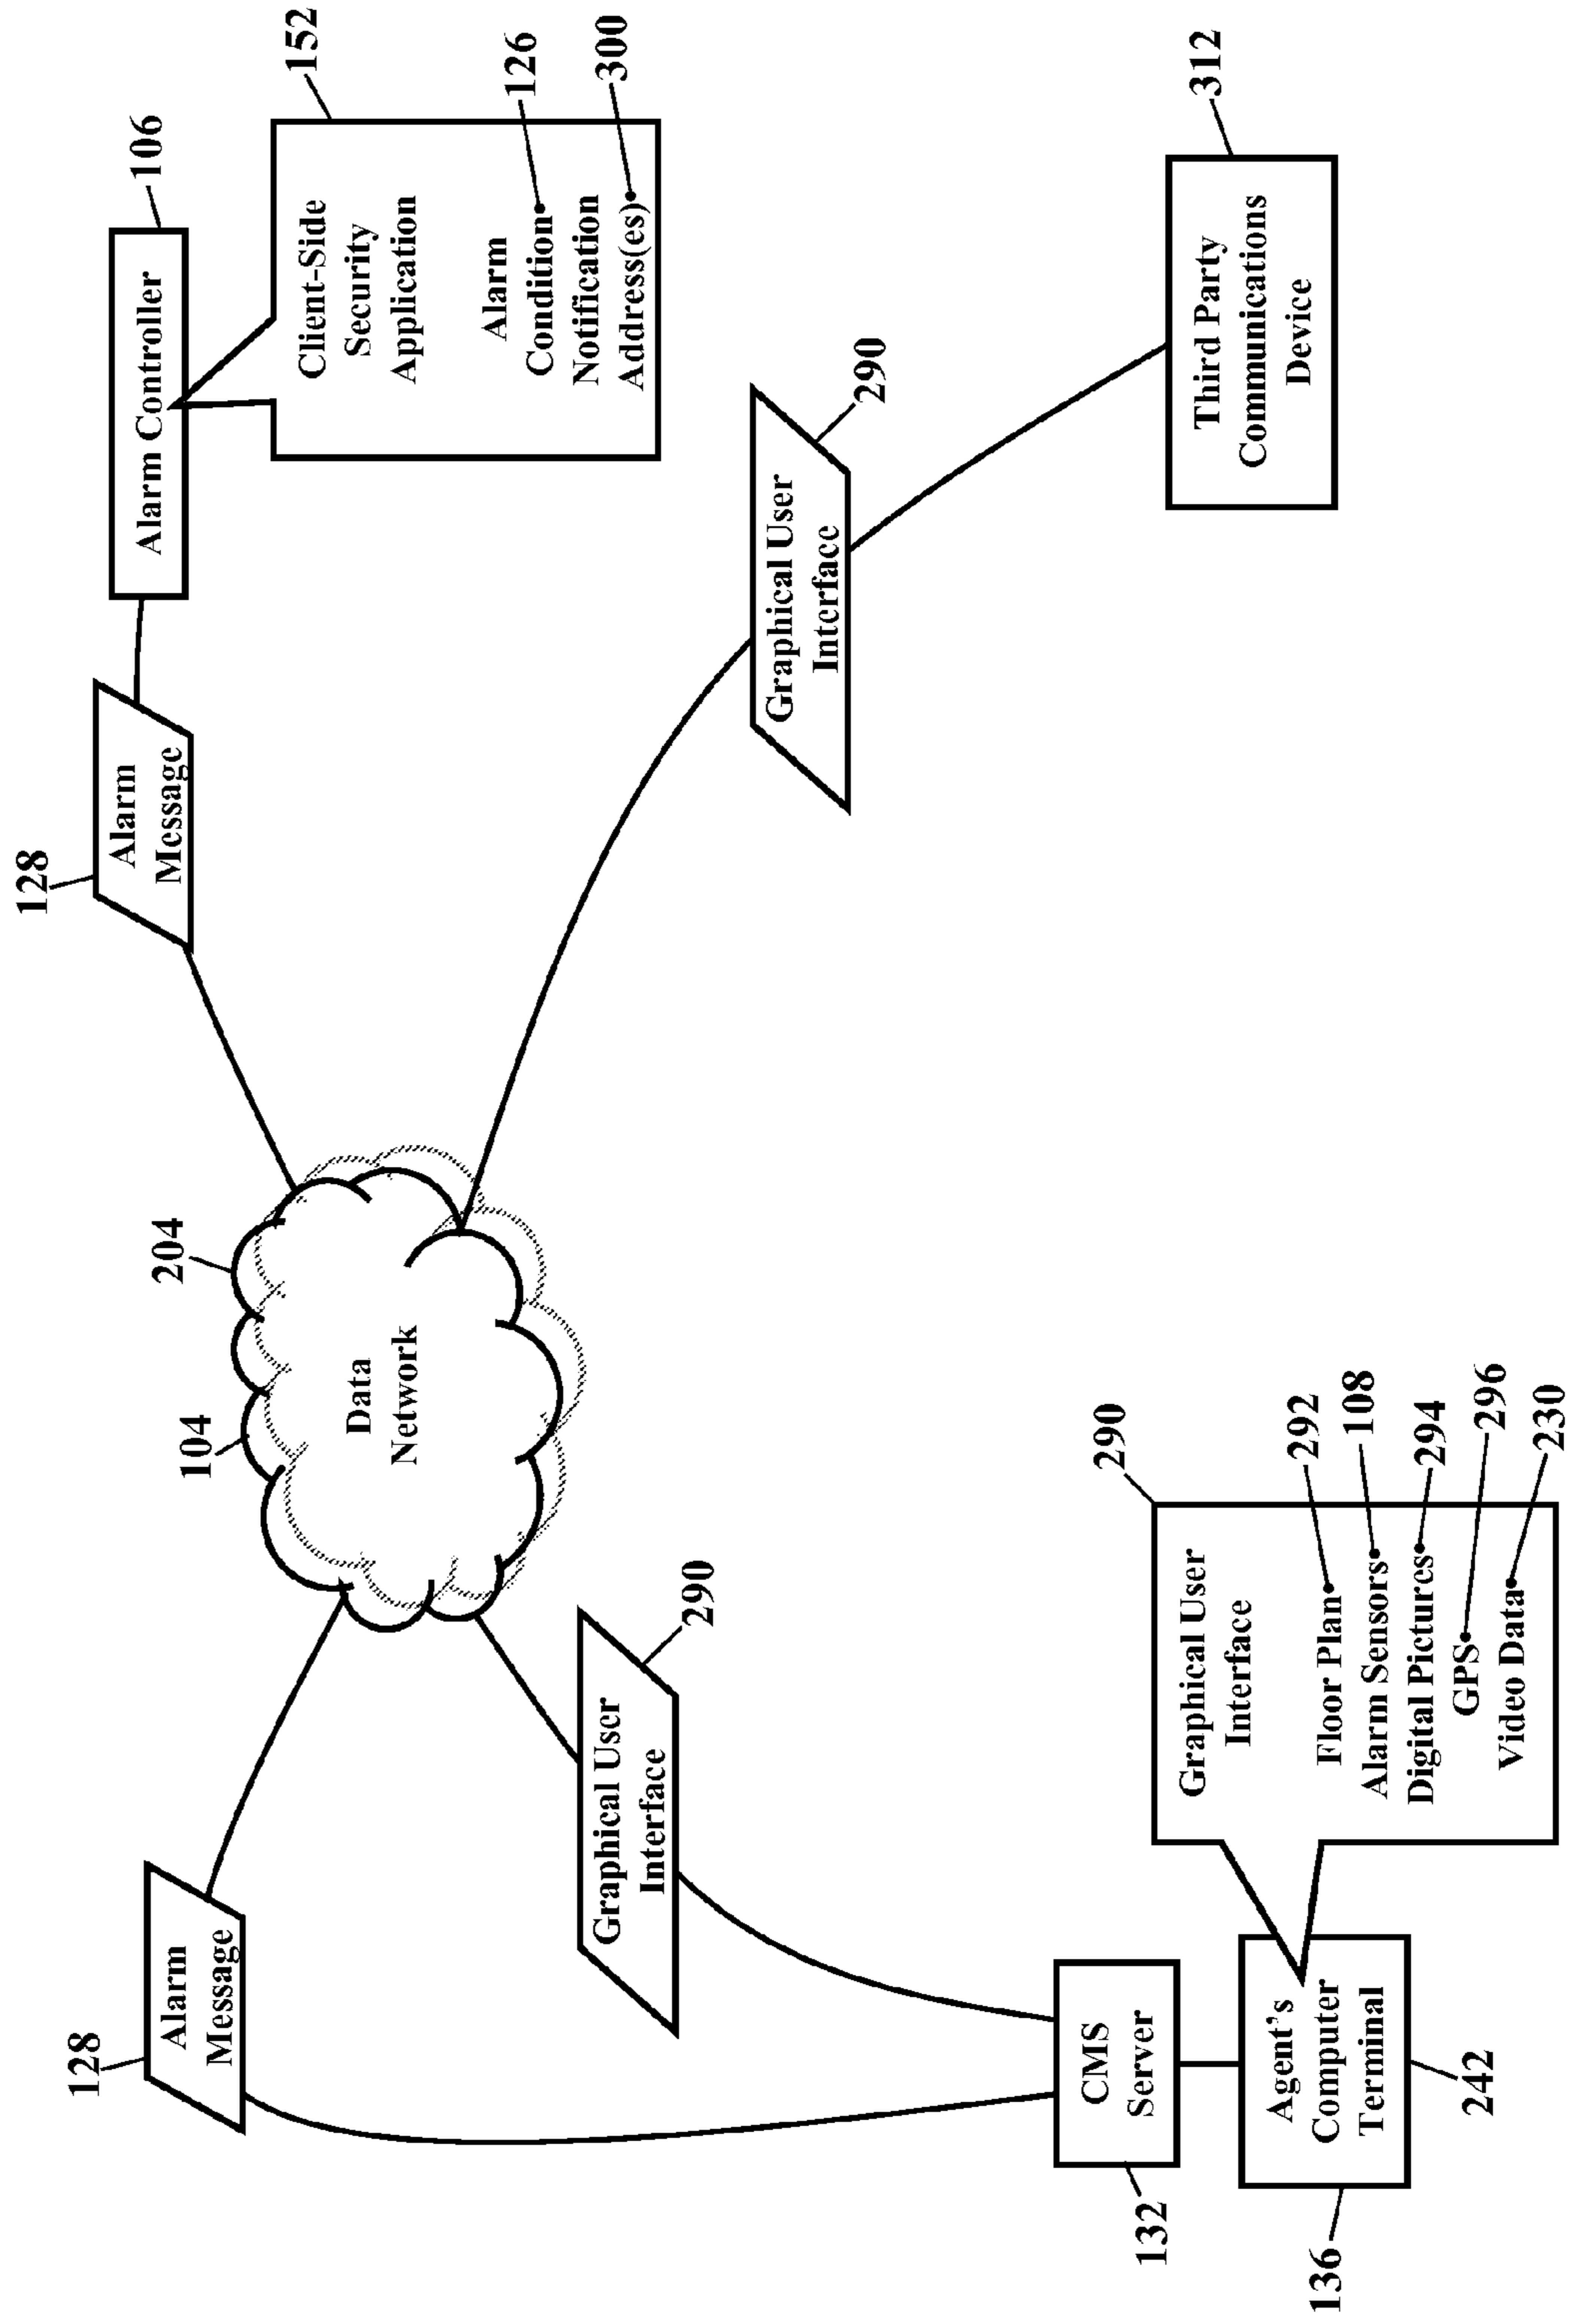 128
Alarm
Message
104
204
Data
Network
128
Alarm
Message
Alarm Controller
106
152
Client-Side
Security
Application
Alarm
Condition
126
Notification
Address(es)
300
290
Graphical User
Interface
Graphical User
Interface
290
132
CMS
Server
136
Agent's
Computer
Terminal
242
290
Graphical User
Interface
Floor Plan
292
Alarm Sensors
108
Digital Pictures
294
GPS
296
Video Data
230
Third Party
Communications
Device
312